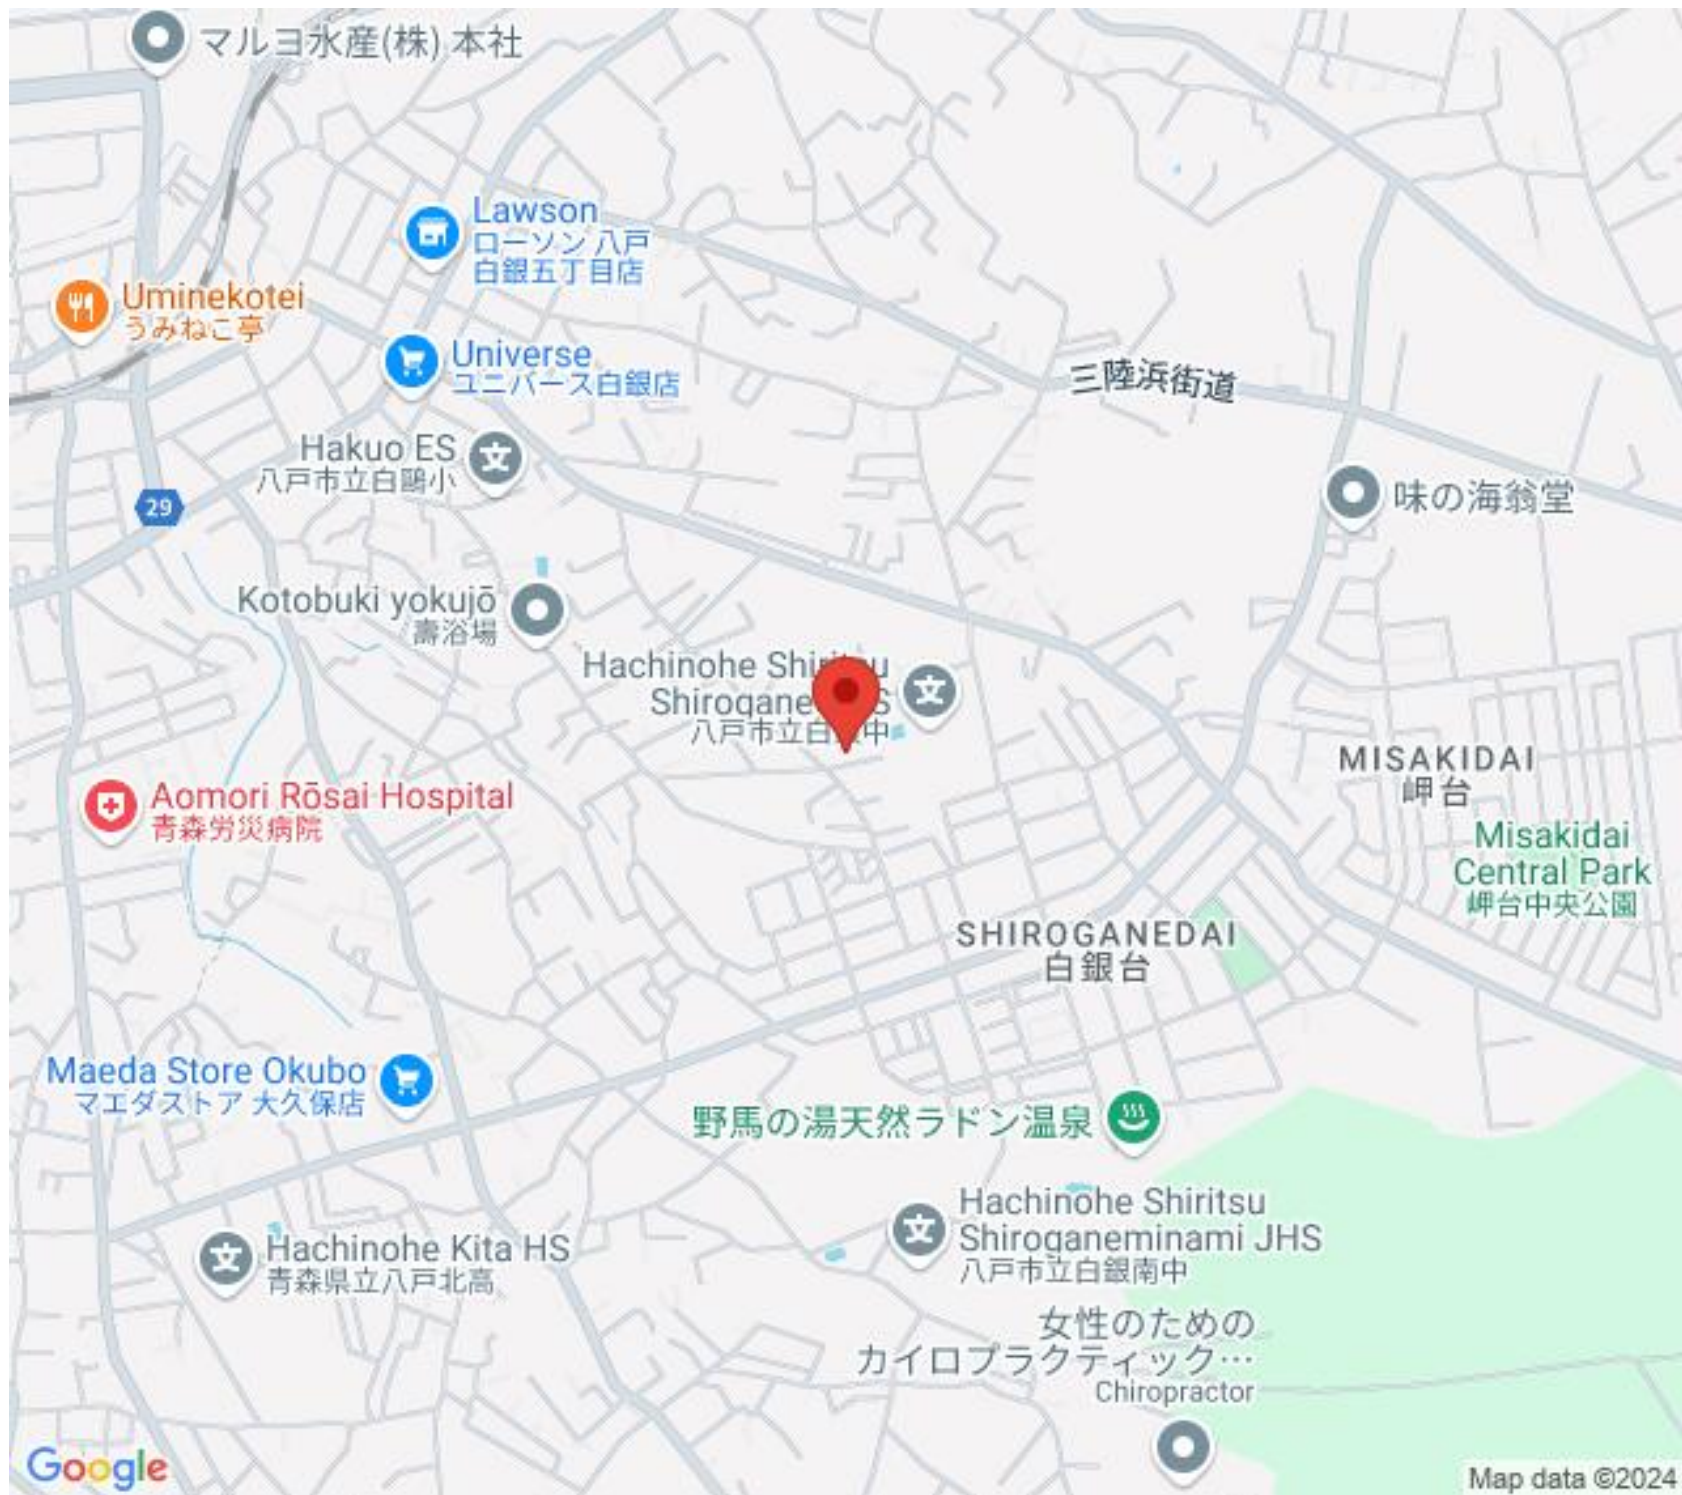 マルヨ水産(株) 本社
Lawson
ローソン 八戸
白銀五丁目店
Uminekotei
うみねこ亭
Universe
ユニバース白銀店
三陸浜街道
Hakuo ES
八戸市立白鷗小
29
味の海翁堂
Kotobuki yokujō
壽浴場
Hachinohe
八戸市立白
中
MISAKIDAI
岬台
Aomori Rōsai Hospital
青森労災病院
Misakidai
Central Park
岬台中央公園
SHIROGANEDAI
白銀台
Maeda Store Okubo
マエダストア 大久保店
野馬の湯天然ラドン温泉
Hachinohe Shiritsu
Shiroganeminami JHS
八戸市立白銀南中
Hachinohe Kita HS
青森県立八戸北高
女性のための
カイロプラクティック…
Chiropractor
Google
Map data ©2024